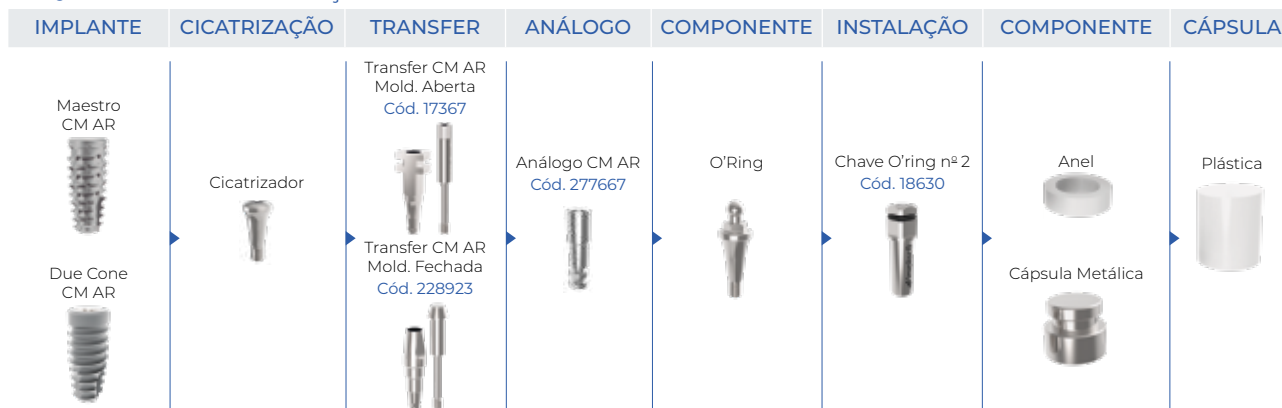 IMPLANTE
CICATRIZAÇÃO
TRANSFER
ANÁLOGO
COMPONENTE
INSTALAÇÃO
COMPONENTE
CÁPSULA
Maestro
CM AR
Due Cone
CM AR
Cicatrizador
Transfer CM AR
Mold. Aberta
Cód. 17367
Transfer CM AR
Mold. Fechada
Cód. 228923
Análogo CM AR
Cód. 277667
O’Ring
Chave O’ring nº 2
Cód. 18630
Anel
Cápsula Metálica
Plástica